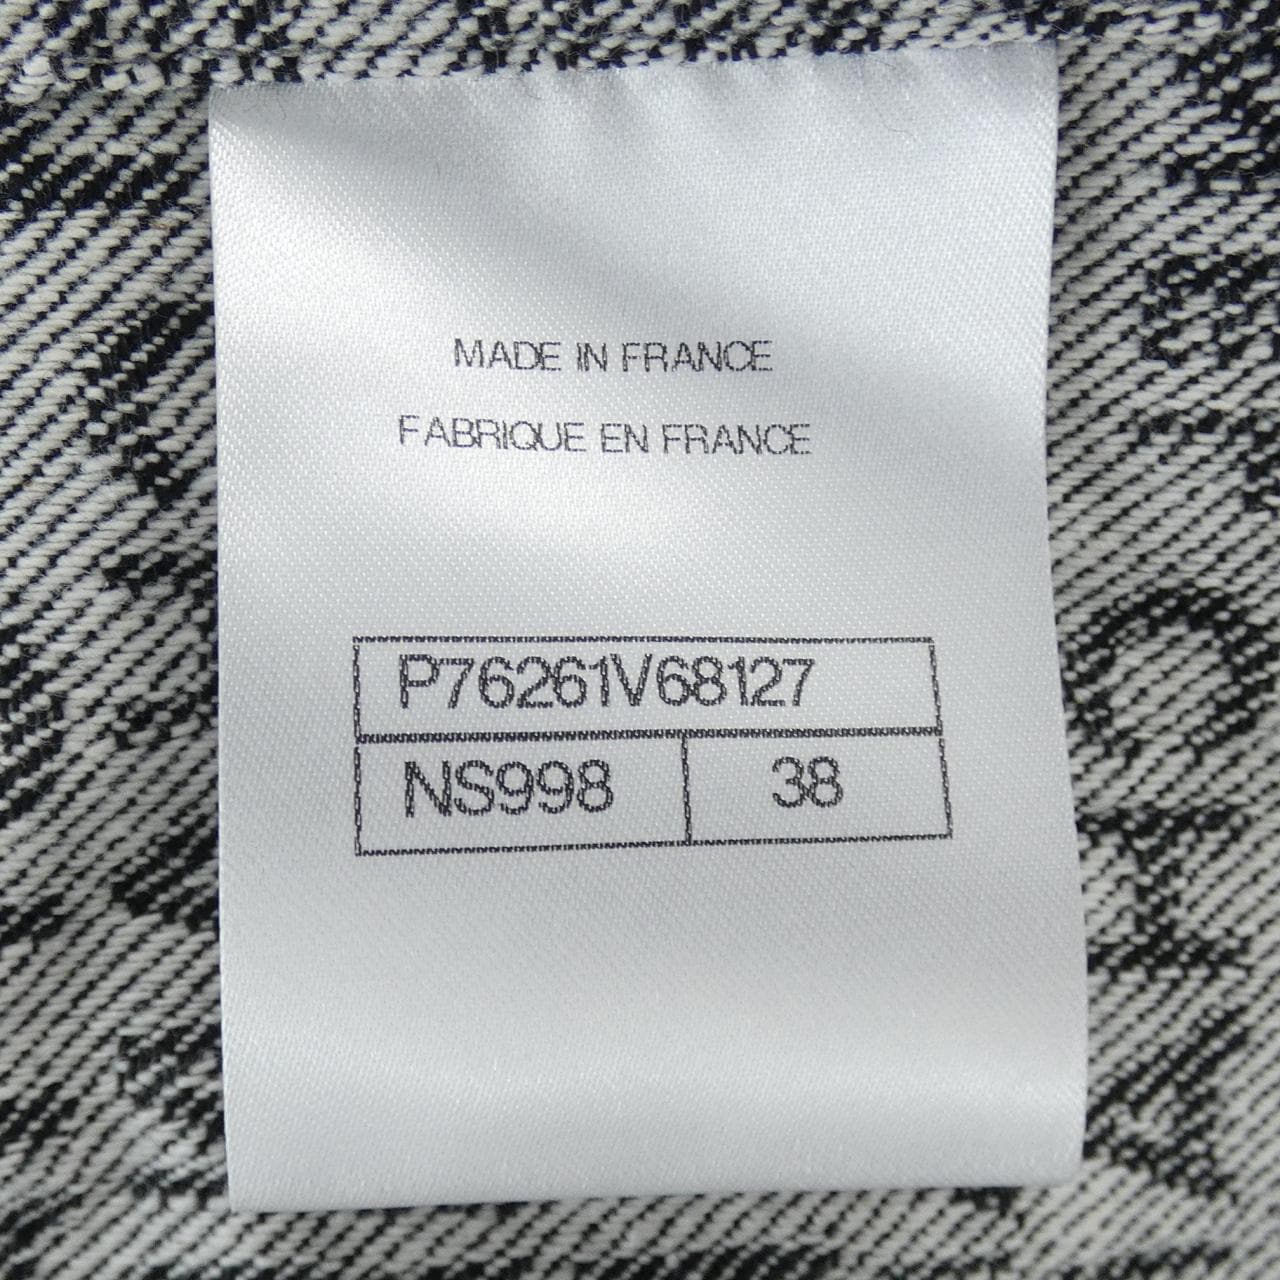 MADE IN FRANCE
FABRIQUE EN FRANCE
P76261V68127
NS998 38